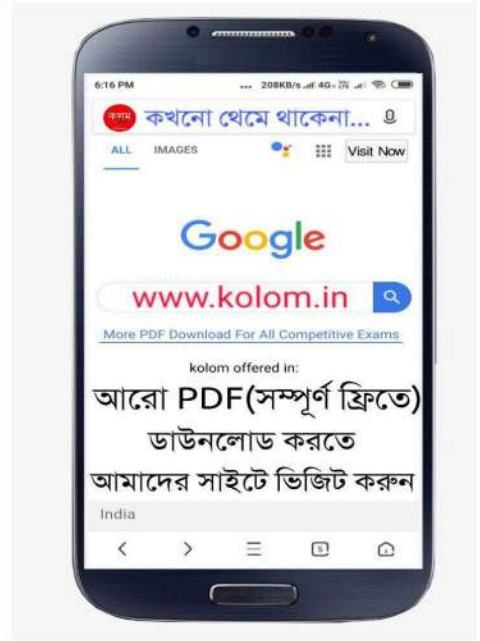 6:16 PM ... 208KB/s 4G+
কলম কখনো থেমে থাকেনা...
ALL IMAGES Visit Now
Google
www.kolom.in
More PDF Download For All Competitive Exams
kolom offered in:
আরো PDF(সম্পূর্ণ ফ্রিতে)
ডাউনলোড করতে
আমাদের সাইটে ভিজিট করুন
India
5